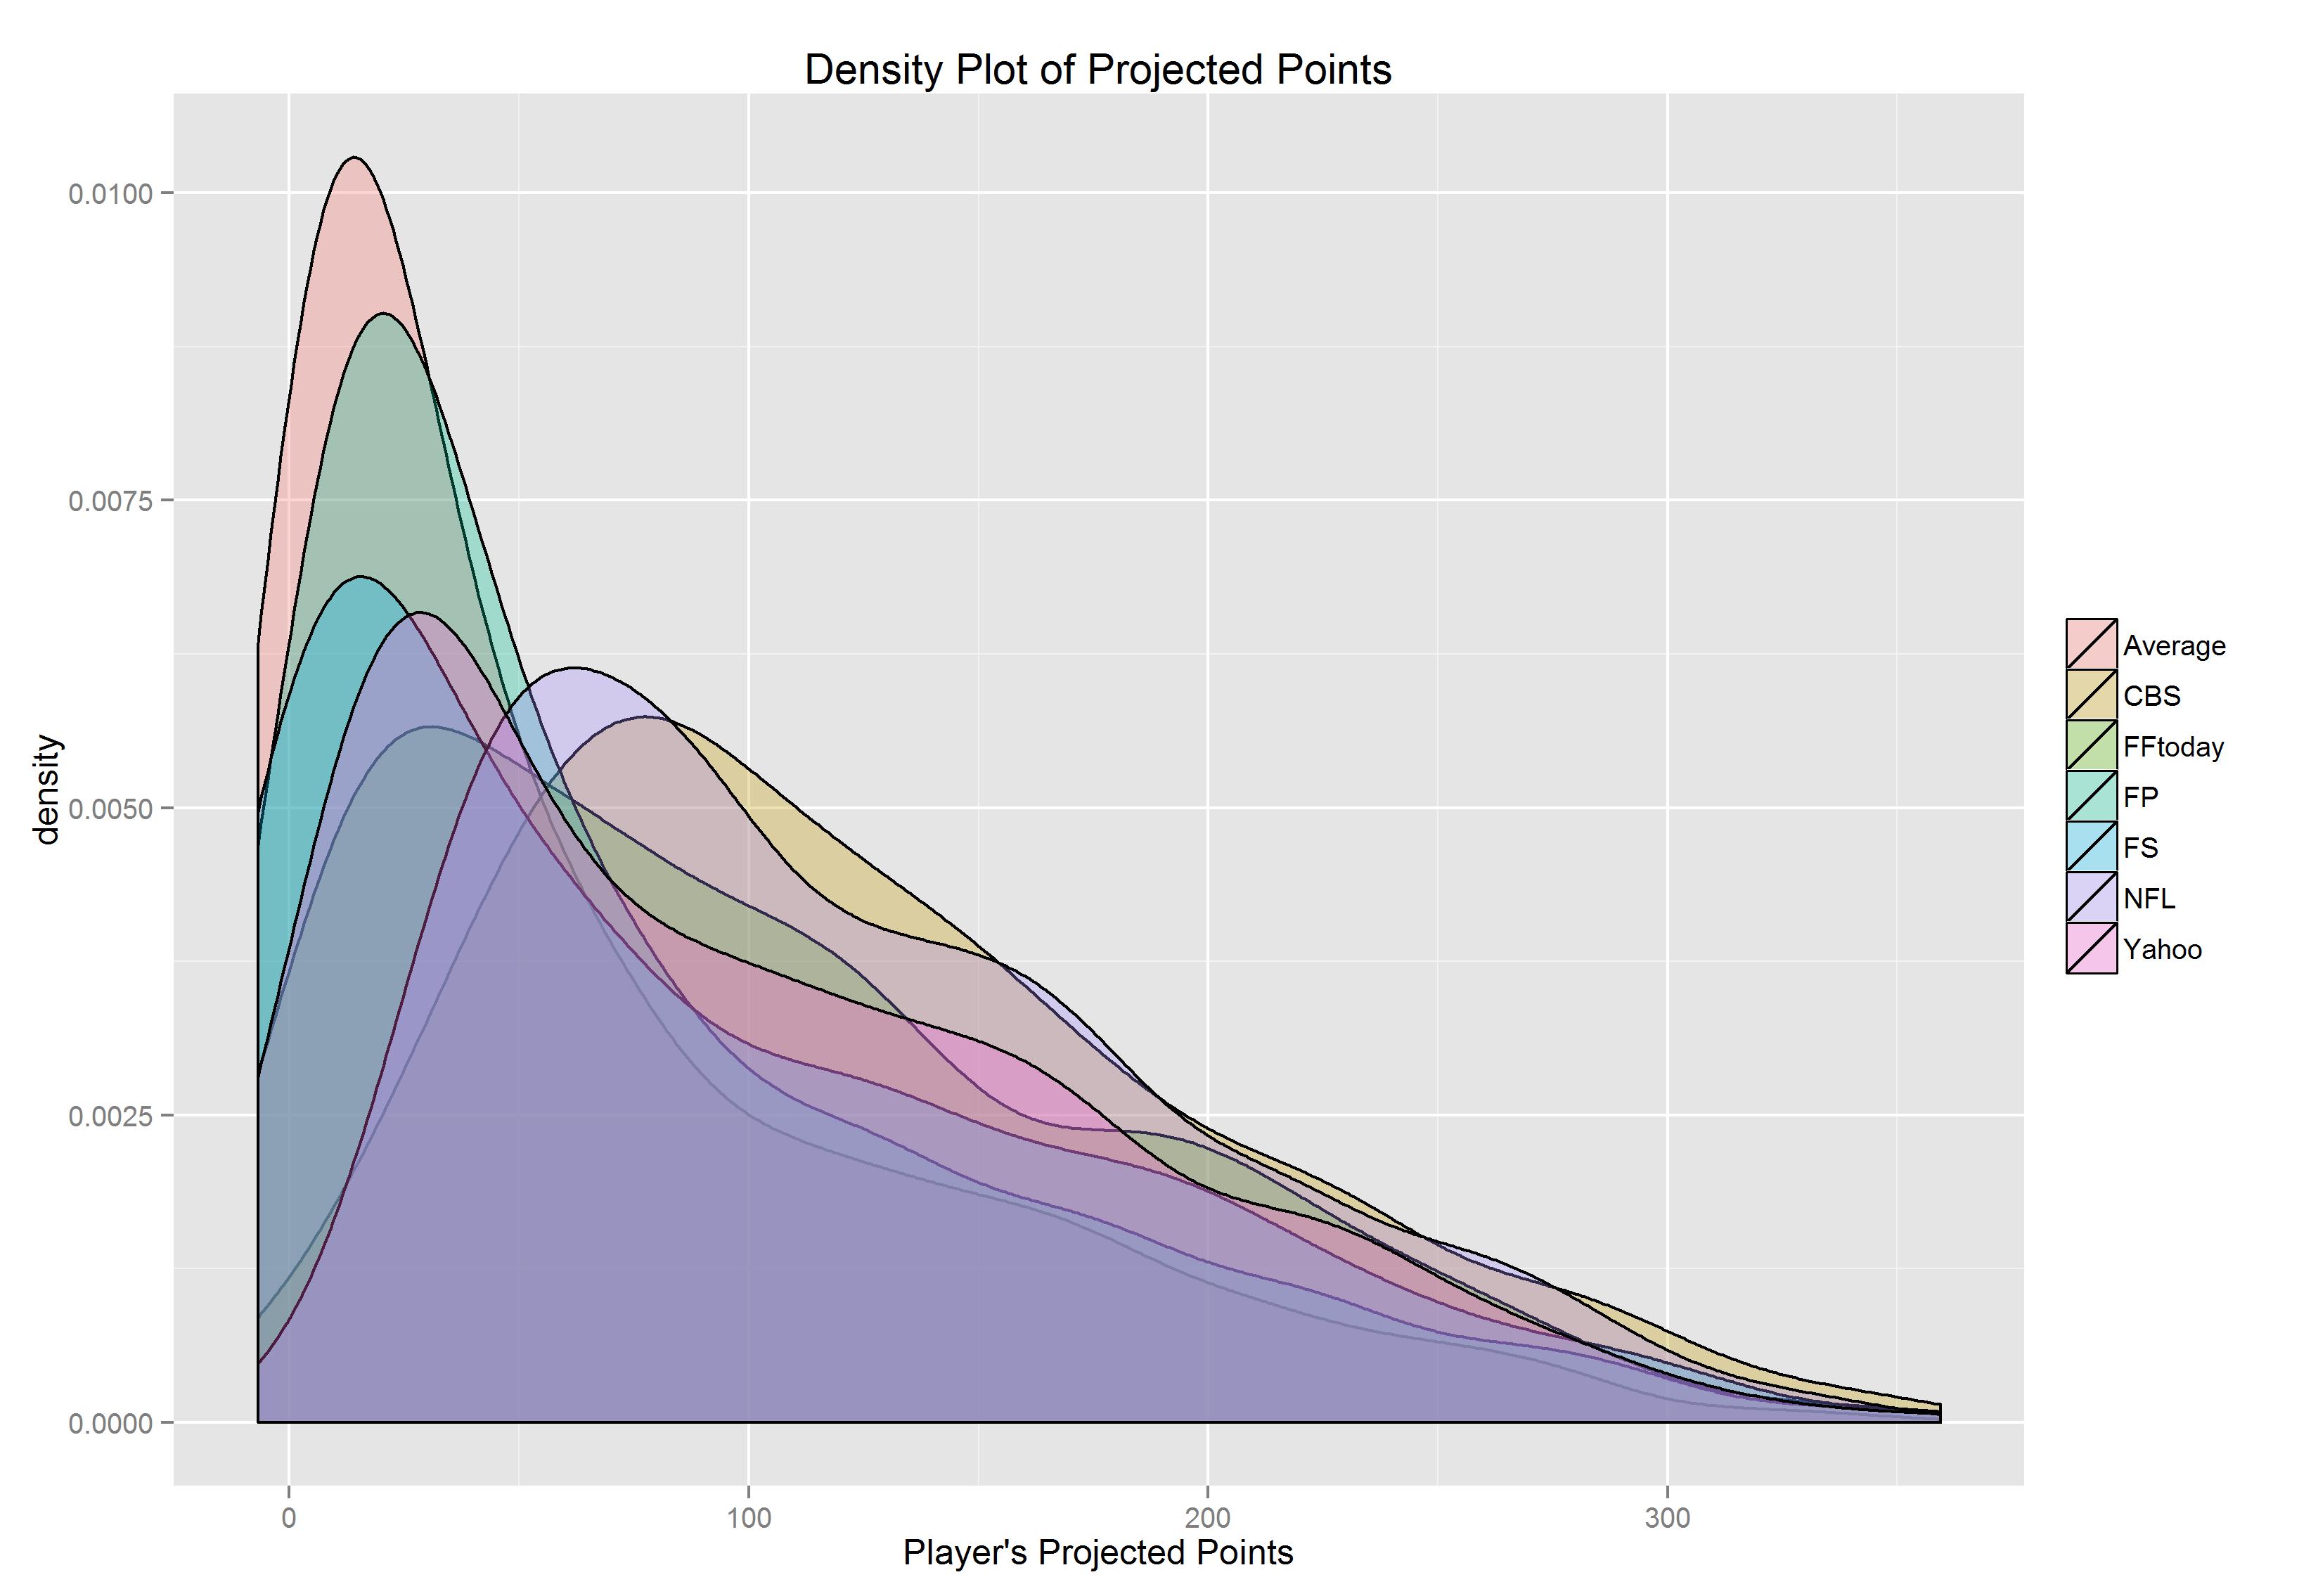 Density Plot of Projected Points
density
0.0100
0.0075
0.0050
0.0025
0.0000
0 100 200 300
Player's Projected Points
Average
CBS
FFtoday
FP
FS
NFL
Yahoo